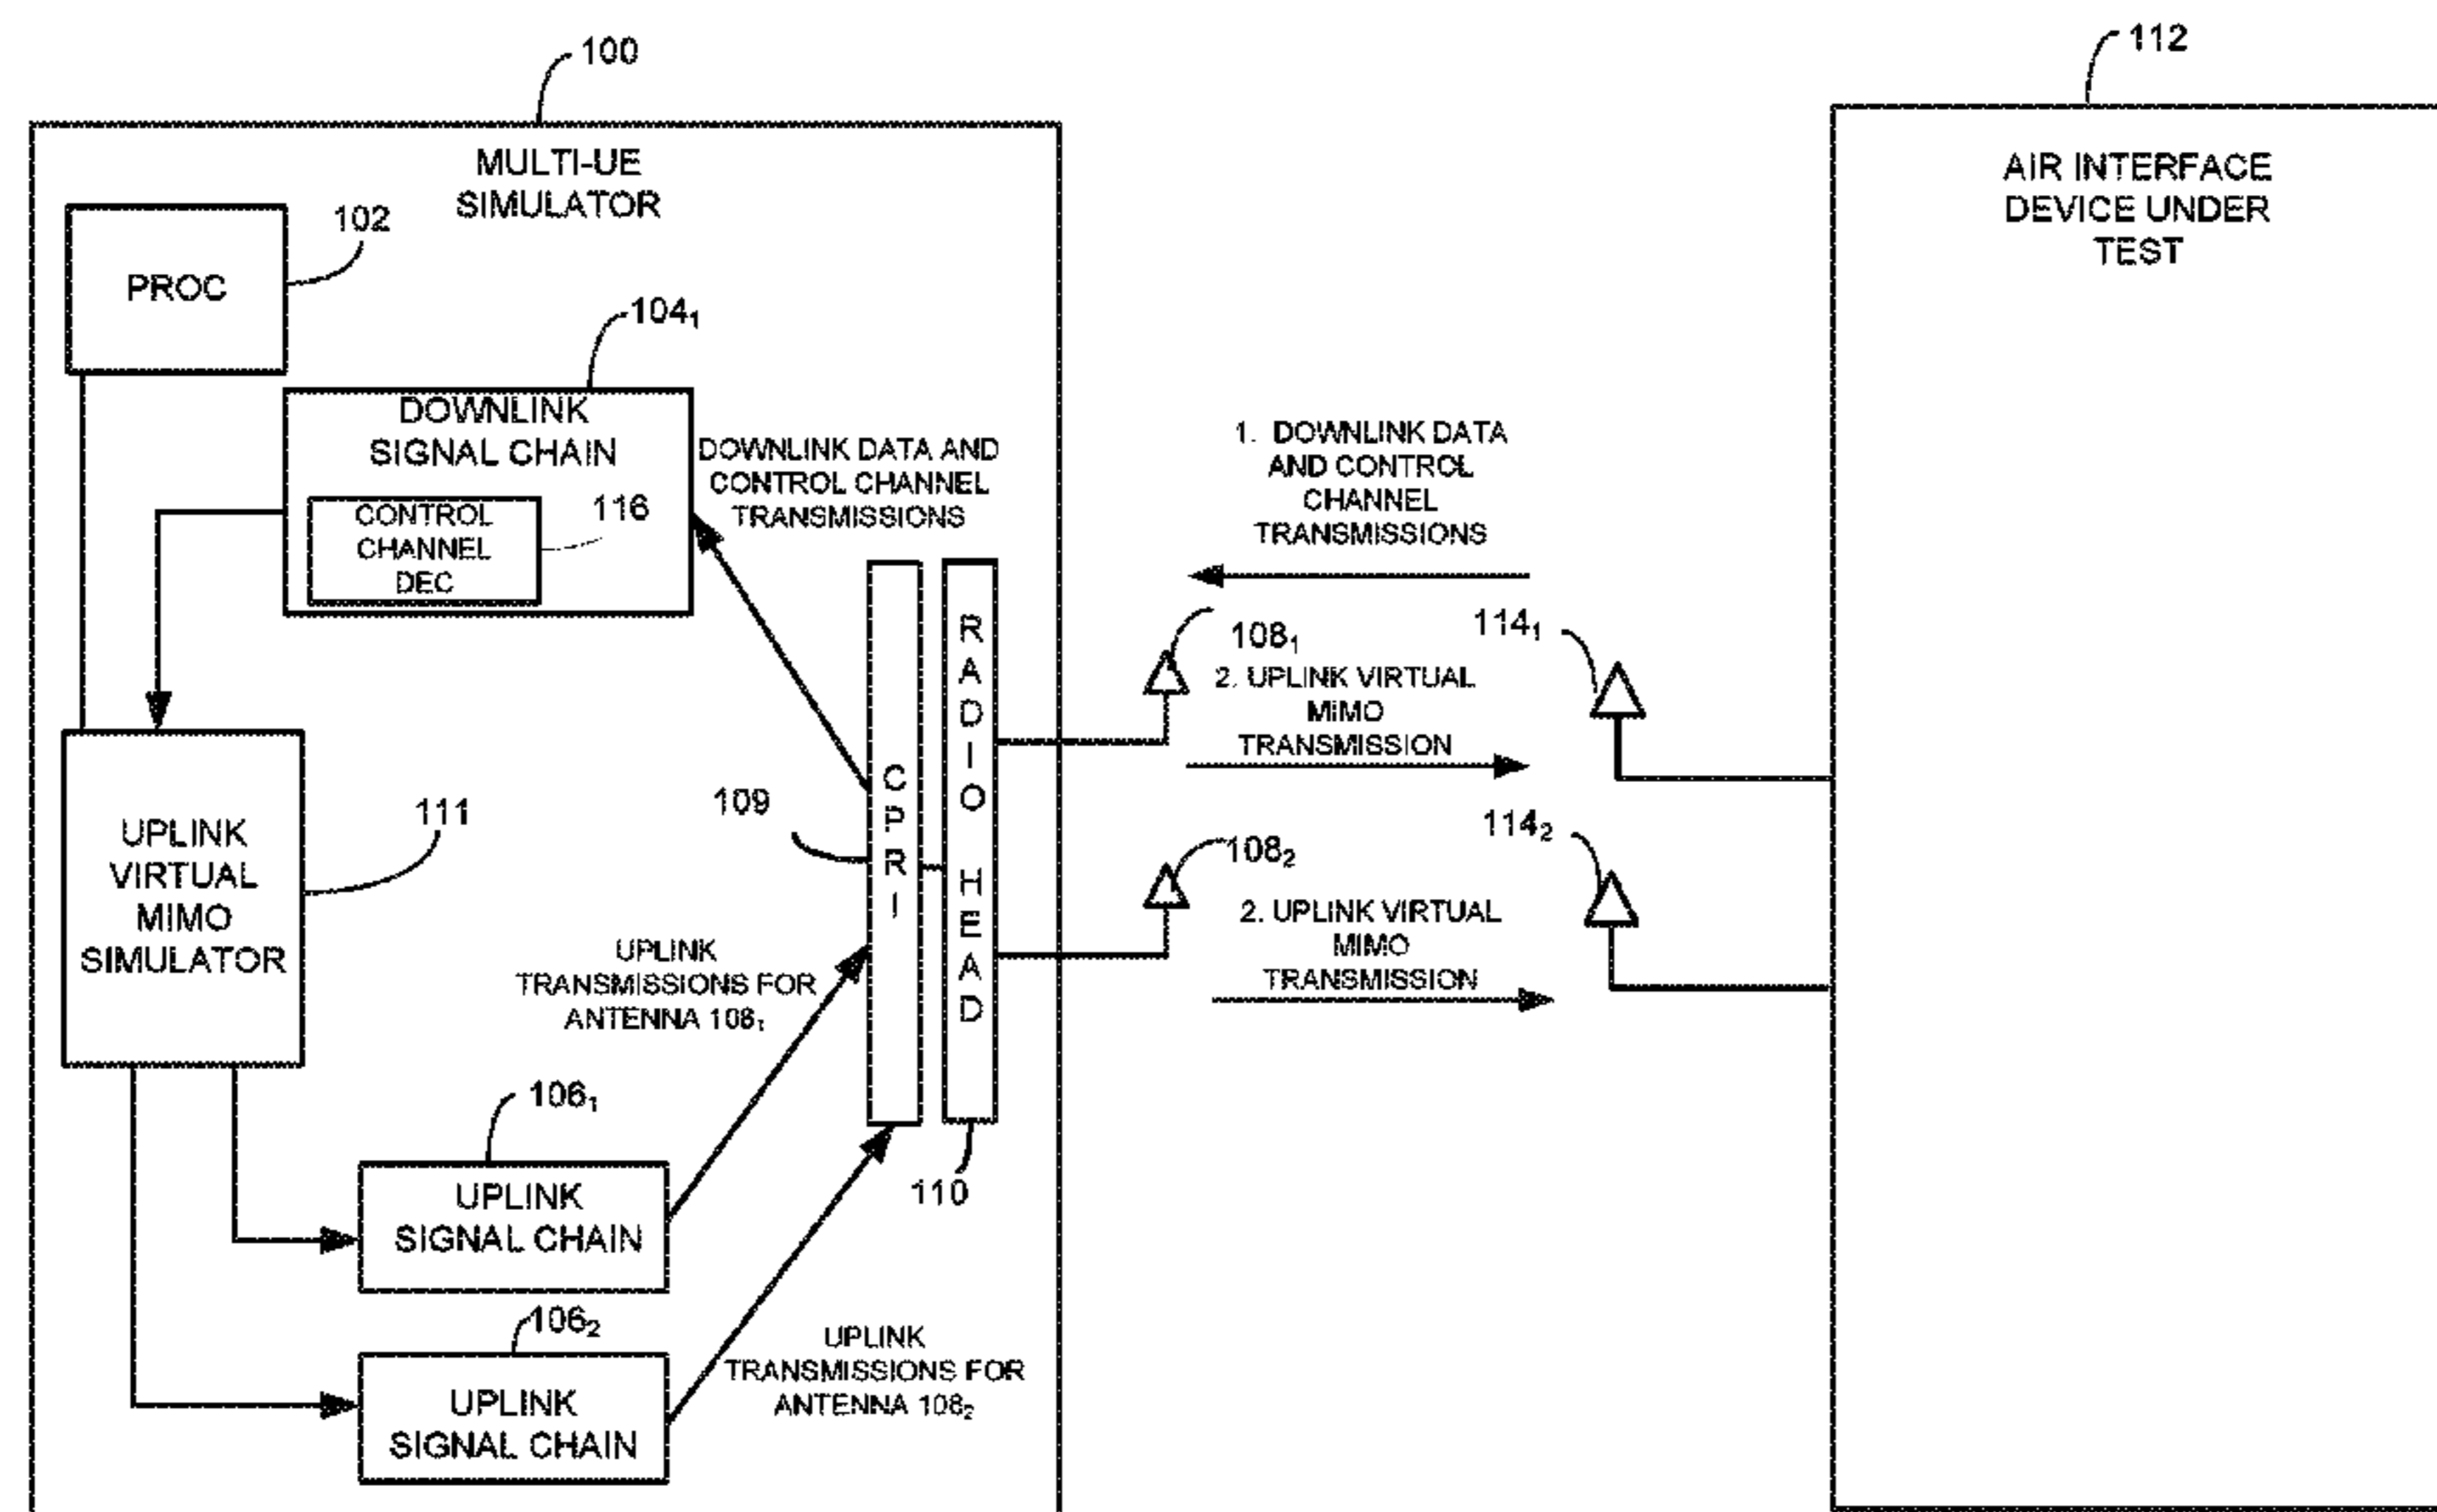 100
112
MULTI-UE
SIMULATOR
AIR INTERFACE
DEVICE UNDER
TEST
102
PROC
104₁
DOWNLINK
SIGNAL CHAIN
CONTROL
CHANNEL
DEC
116
DOWNLINK DATA AND
CONTROL CHANNEL
TRANSMISSIONS
1. DOWNLINK DATA
AND CONTROL
CHANNEL
TRANSMISSIONS
108₁
114₁
2. UPLINK VIRTUAL
MIMO
TRANSMISSION
CPRI
RADIO HEAD
109
111
UPLINK
VIRTUAL
MIMO
SIMULATOR
108₂
114₂
2. UPLINK VIRTUAL
MIMO
TRANSMISSION
UPLINK
TRANSMISSIONS FOR
ANTENNA 108₁
106₁
110
UPLINK
SIGNAL CHAIN
106₂
UPLINK
SIGNAL CHAIN
UPLINK
TRANSMISSIONS FOR
ANTENNA 108₂